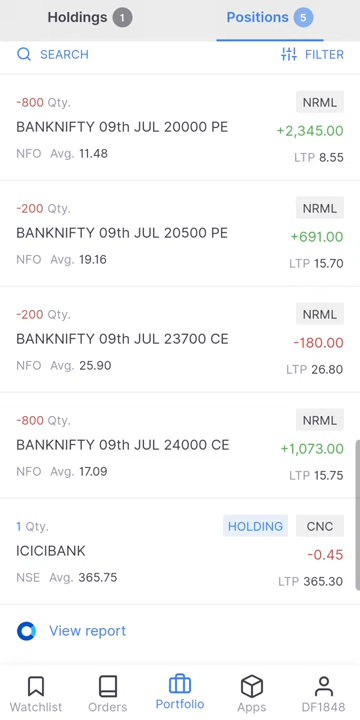 Holdings 1 Positions 5
SEARCH FILTER
-800 Qty. NRML
BANKNIFTY 09th JUL 20000 PE +2,345.00
NFO Avg. 11.48 LTP 8.55
-200 Qty. NRML
BANKNIFTY 09th JUL 20500 PE +691.00
NFO Avg. 19.16 LTP 15.70
-200 Qty. NRML
BANKNIFTY 09th JUL 23700 CE -180.00
NFO Avg. 25.90 LTP 26.80
-800 Qty. NRML
BANKNIFTY 09th JUL 24000 CE +1,073.00
NFO Avg. 17.09 LTP 15.75
1 Qty. HOLDING CNC
ICICIBANK -0.45
NSE Avg. 365.75 LTP 365.30
View report
Watchlist Orders Portfolio Apps DF1848